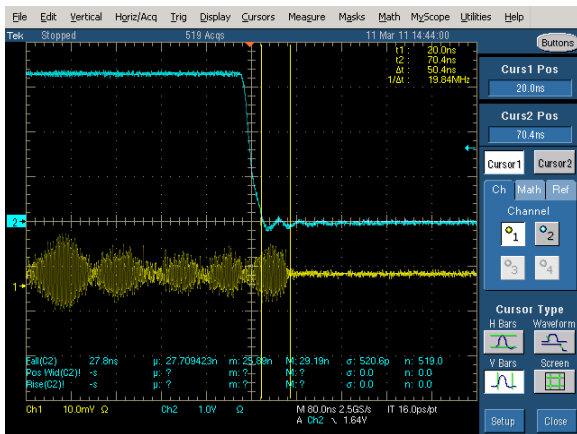 File Edit Vertical Horiz/Acq Trig Display Cursors Measure Masks Math MyScope Utilities Help
Tek Stopped 519 Acqs 11 Mar 11 14:44:00
Buttons
t1 : 20.0ns
t2 : 70.4ns
Δt : 50.4ns
1/Δt : 19.84MHz
Curs1 Pos
20.0ns
Curs2 Pos
70.4ns
Cursor1 Cursor2
Ch Math Ref
Channel
1 2
3 4
2
1
Cursor Type
H Bars Waveform
V Bars Screen
Setup Close
Fall(C2) 27.8ns µ: 27.709423n m: 25.89n M: 29.19n σ: 520.6p n: 519.0
Pos Wid(C2)! -s µ: ? m: ? M: ? σ: 0.0 n: 0.0
Rise(C2)! -s µ: ? m: ? M: ? σ: 0.0 n: 0.0
Ch1 10.0mV Ω Ch2 1.0V Ω M 80.0ns 2.5GS/s IT 16.0ps/pt
A Ch2 ∖ 1.64V